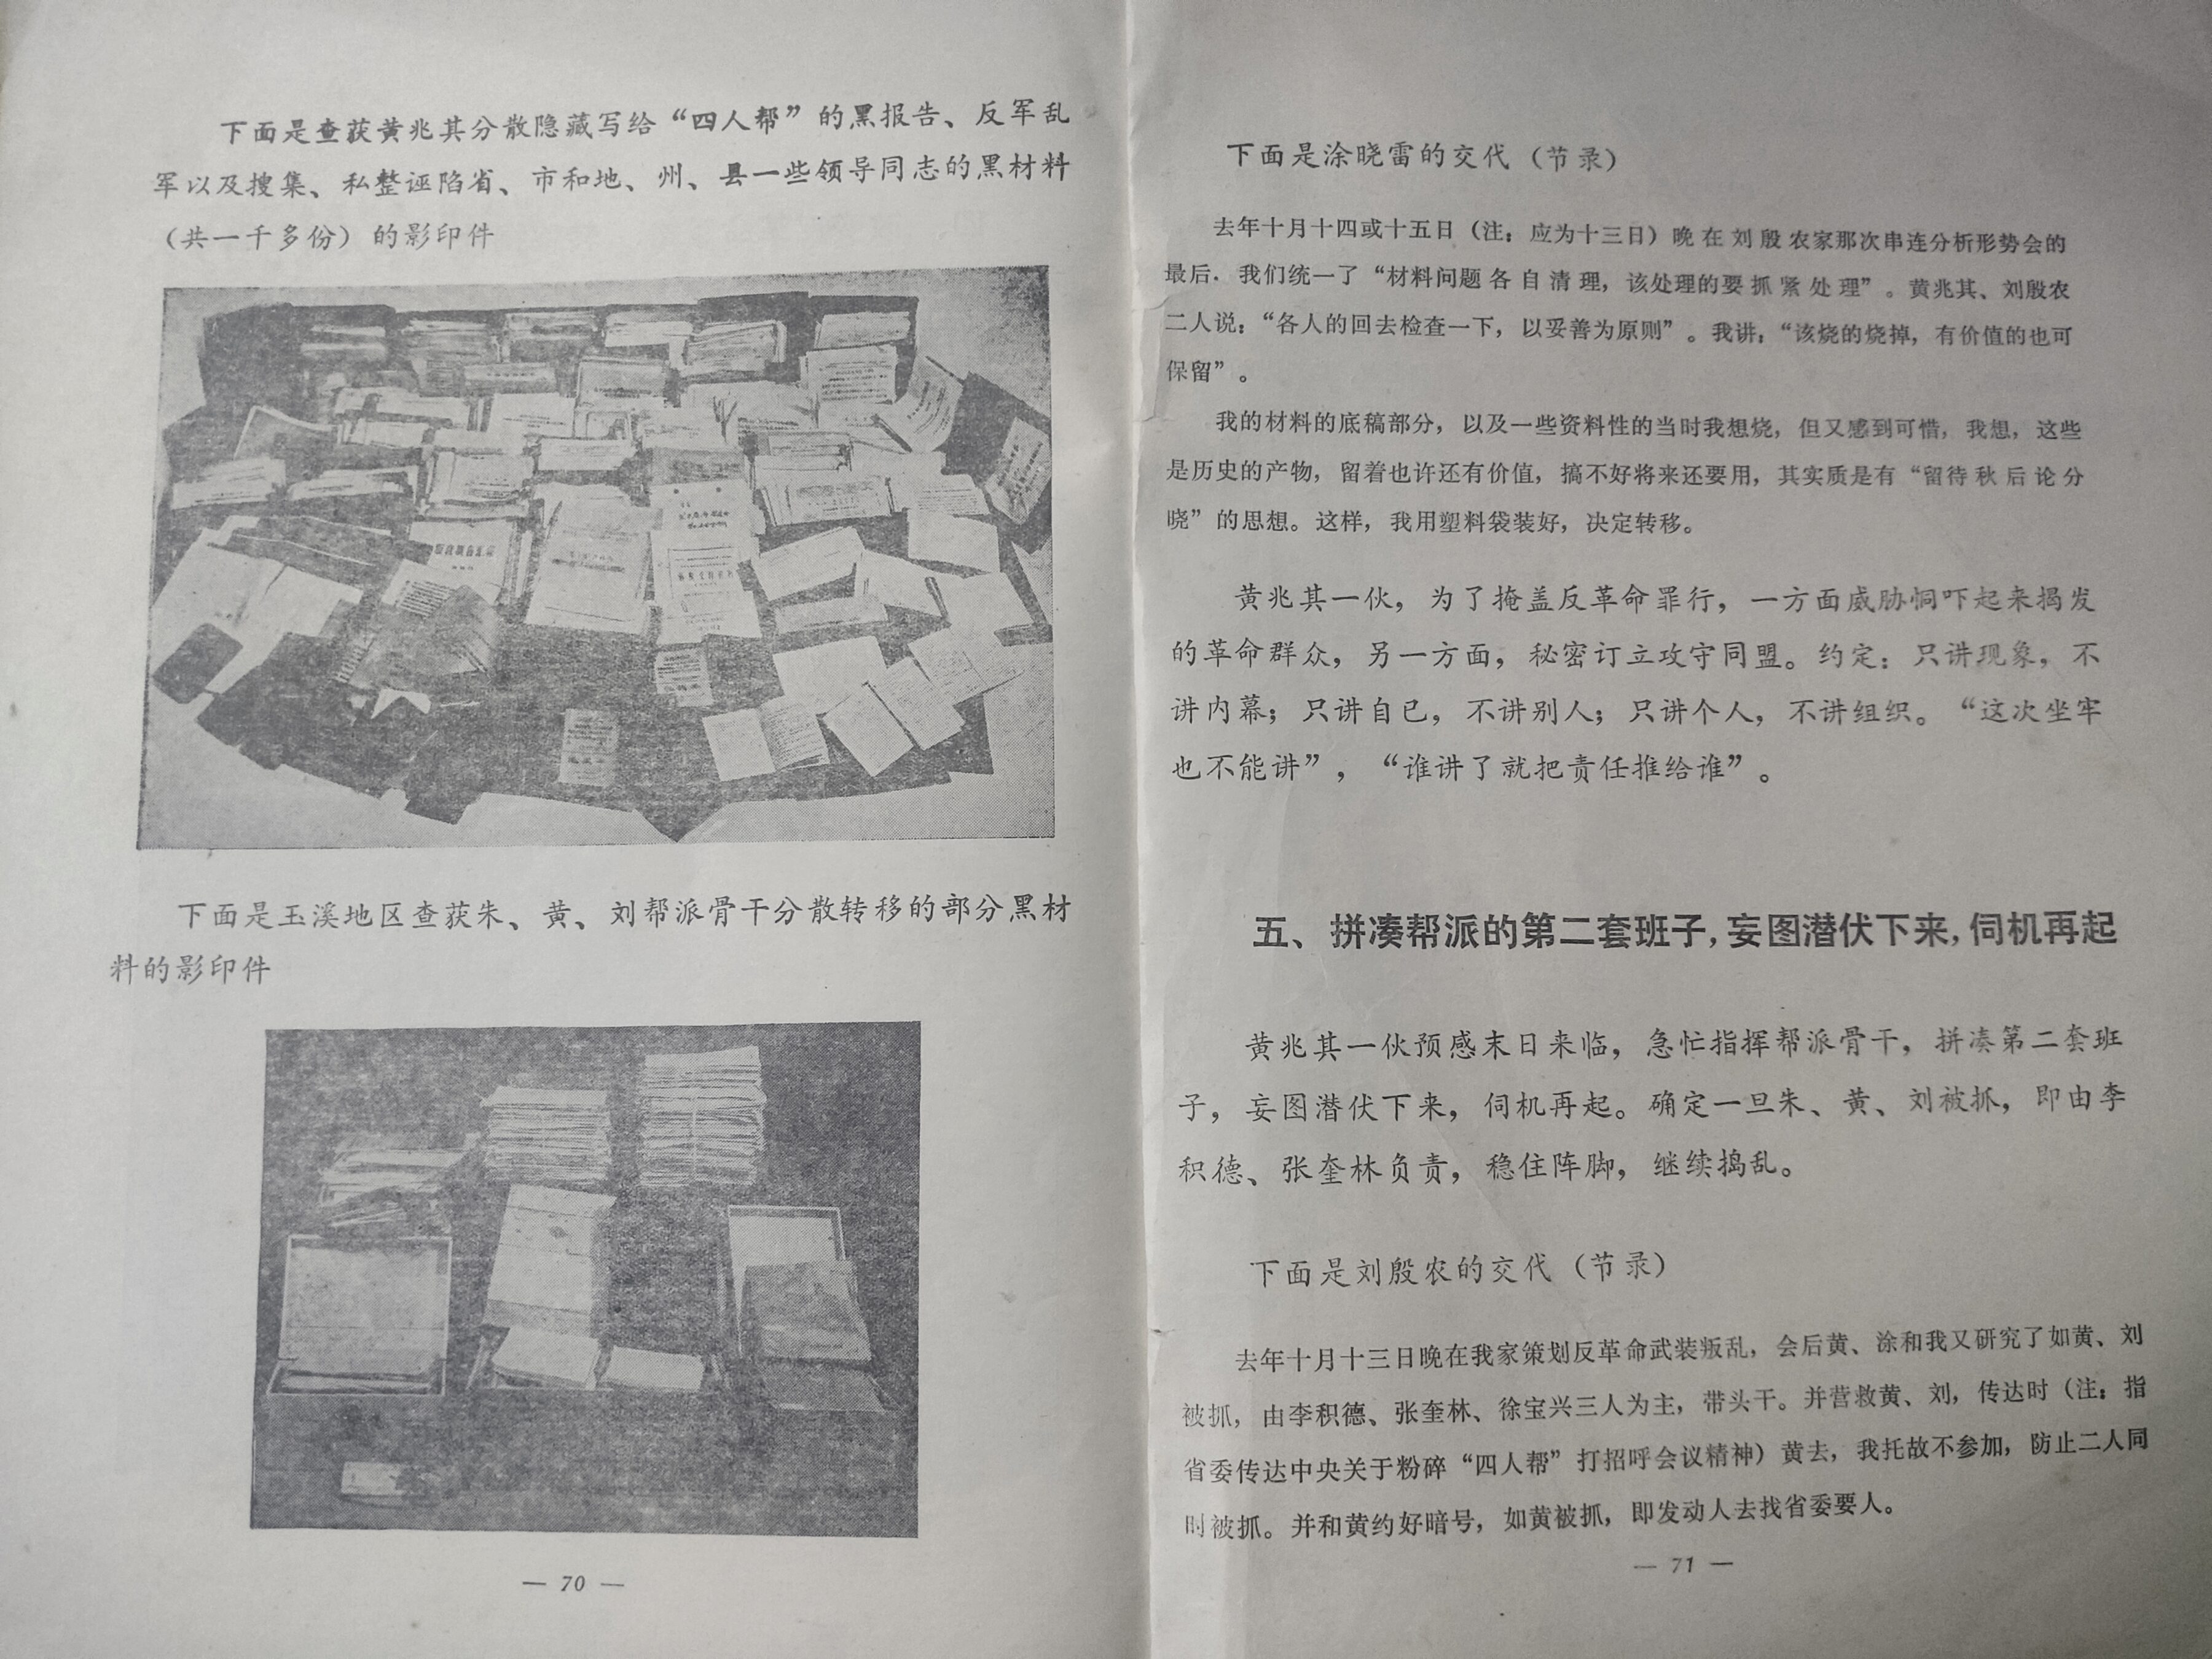 下面是查获黄兆其分散隐藏写给“四人帮”的黑报告、反军乱
军以及搜集、私整诬陷省、市和地、州、县一些领导同志的黑材料
（共一千多份）的影印件
下面是玉溪地区查获朱、黄、刘帮派骨干分散转移的部分黑材
料的影印件
— 70 —
下面是涂晓雷的交代（节录）
去年十月十四或十五日（注：应为十三日）晚在刘殷农家那次串连分析形势会的
最后．我们统一了“材料问题各自清理，该处理的要抓紧处理”。黄兆其、刘殷农
二人说：“各人的回去检查一下，以妥善为原则”。我讲：“该烧的烧掉，有价值的也可
保留”。
我的材料的底稿部分，以及一些资料性的当时我想烧，但又感到可惜，我想，这些
是历史的产物，留着也许还有价值，搞不好将来还要用，其实质是有“留待秋后论分
晓”的思想。这样，我用塑料袋装好，决定转移。
黄兆其一伙，为了掩盖反革命罪行，一方面威胁恫吓起来揭发
的革命群众，另一方面，秘密订立攻守同盟。约定：只讲现象，不
讲内幕；只讲自已，不讲别人；只讲个人，不讲组织。“这次坐牢
也不能讲”，“谁讲了就把责任推给谁”。
五、拼凑帮派的第二套班子，妄图潜伏下来，伺机再起
黄兆其一伙预感末日来临，急忙指挥帮派骨干，拼凑第二套班
子，妄图潜伏下来，伺机再起。确定一旦朱、黄、刘被抓，即由李
积德、张奎林负责，稳住阵脚，继续捣乱。
下面是刘殷农的交代（节录）
去年十月十三日晚在我家策划反革命武装叛乱，会后黄、涂和我又研究了如黄、刘
被抓，由李积德、张奎林、徐宝兴三人为主，带头干。并营救黄、刘，传达时（注：指
省委传达中央关于粉碎“四人帮”打招呼会议精神）黄去，我托故不参加，防止二人同
时被抓。并和黄约好暗号，如黄被抓，即发动人去找省委要人。
— 71 —